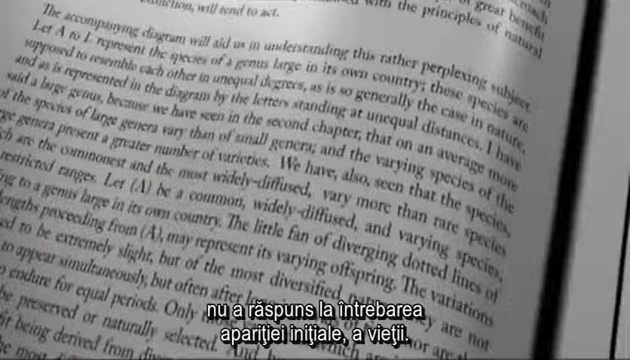 with the principles of natural
will tend to act.
The accompanying diagram will aid us in understanding this rather perplexing subject.
Let A to L represent the species of a genus large in its own country; these species are
supposed to resemble each other in unequal degrees, as is so generally the case in nature,
and as is represented in the diagram by the letters standing at unequal distances. I have
said a large genus, because we have seen in the second chapter, that on an average more
of the species of large genera vary than of small genera; and the varying species of the
genera present a greater number of varieties. We have, also, seen that the species,
which are the commonest and the most widely-diffused, vary more than rare species
restricted ranges. Let (A) be a common, widely-diffused, and varying species,
to a genus large in its own country. The little fan of diverging dotted lines of
lengths proceeding from (A), may represent its varying offspring. The variations
to be extremely slight, but of the most diversified
to appear simultaneously, but often after they are not
endure for equal periods. Only
be preserved or naturally selected. And
being derived from
nu a răspuns la întrebarea
apariţiei iniţiale, a vieţii.